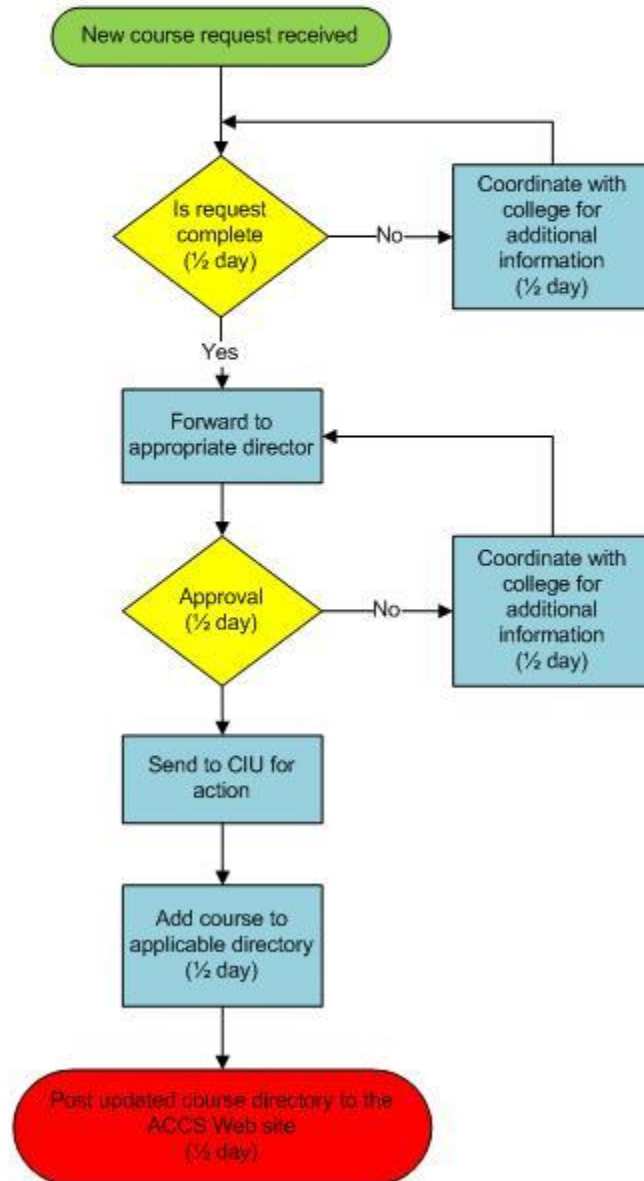 New course request received
Is request
complete
(½ day)
No
Coordinate with
college for
additional
information
(½ day)
Yes
Forward to
appropriate director
Approval
(½ day)
No
Coordinate with
college for
additional
information
(½ day)
Send to CIU for
action
Add course to
applicable directory
(½ day)
Post updated course directory to the
ACCS Web site
(½ day)